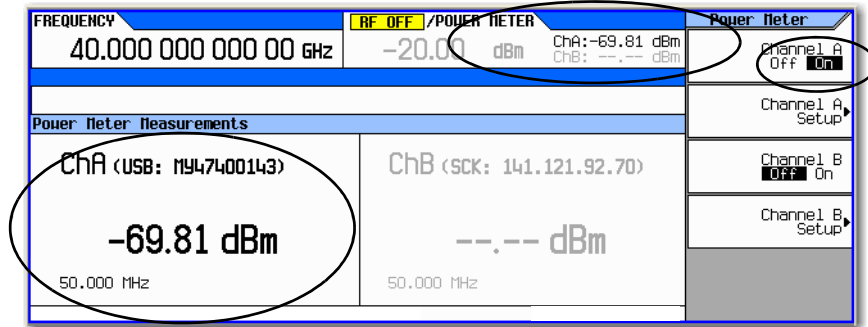 FREQUENCY
40.000 000 000 00 GHz
RF OFF /POWER METER
-20.00 dBm
ChA:-69.81 dBm
ChB: --.-- dBm
Power Meter Measurements
ChA (USB: MY47400143)
-69.81 dBm
50.000 MHz
ChB (SCK: 141.121.92.70)
--.-- dBm
50.000 MHz
Power Meter
Channel A
Off On
Channel A
Setup
Channel B
Off On
Channel B
Setup